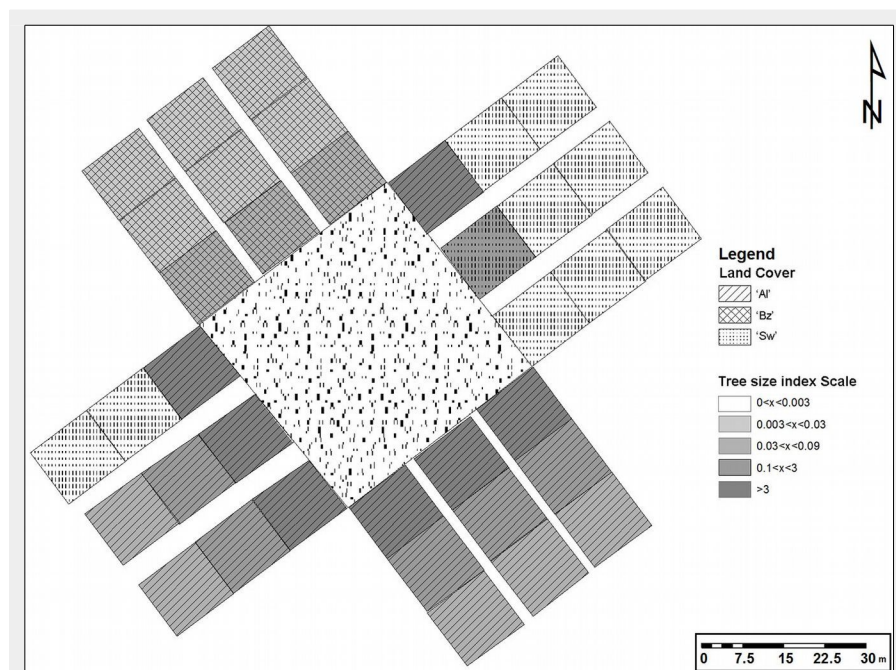 N
Legend
Land Cover
'Al'
'Bz'
'Sw'
Tree size index Scale
0<x<0.003
0.003<x<0.03
0.03<x<0.09
0.1<x<3
>3
0 7.5 15 22.5 30 m